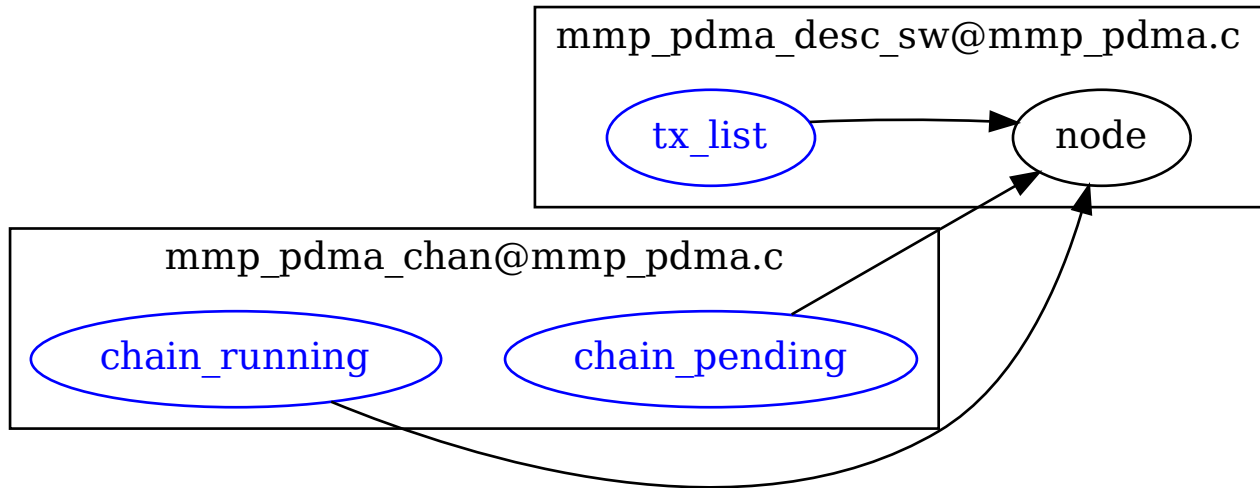 mmp_pdma_desc_sw@mmp_pdma.c
tx_list
node
mmp_pdma_chan@mmp_pdma.c
chain_running
chain_pending